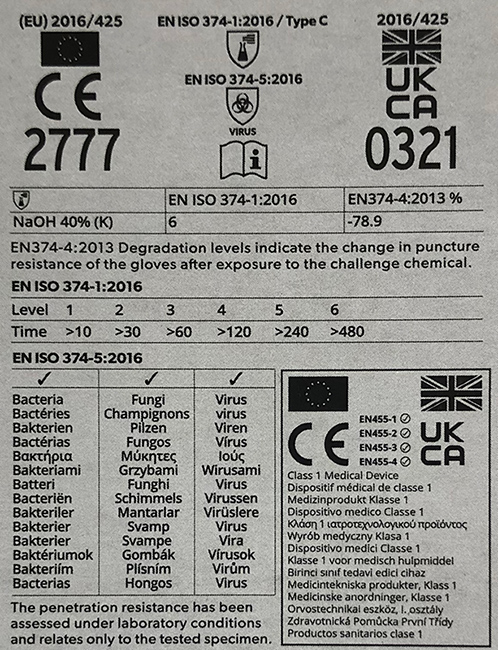 (EU) 2016/425
EN ISO 374-1:2016 / Type C
2016/425
CE
UK
CA
EN ISO 374-5:2016
VIRUS
2777
0321
i
EN ISO 374-1:2016 EN374-4:2013 %
NaOH 40% (K) 6 -78.9
EN374-4:2013 Degradation levels indicate the change in puncture
resistance of the gloves after exposure to the challenge chemical.
EN ISO 374-1:2016
Level 1 2 3 4 5 6
Time >10 >30 >60 >120 >240 >480
EN ISO 374-5:2016
✓ ✓ ✓
Bacteria Fungi Virus
Bactéries Champignons virus
Bakterien Pilzen Viren
Bactérias Fungos Vírus
Βακτήρια Μύκητες Ιούς
Bakteriami Grzybami Wirusami
Batteri Funghi Virus
Bacteriën Schimmels Virussen
Bakteriler Mantarlar Virüslere
Bakterier Svamp Virus
Bakterier Svampe Vira
Baktériumok Gombák Vírusok
Bakteriím Plísním Virům
Bacterias Hongos Virus
The penetration resistance has been
assessed under laboratory conditions
and relates only to the tested specimen.
CE
EN455-1
EN455-2
EN455-3
EN455-4
UK
CA
Class 1 Medical Device
Dispositif médical de classe 1
Medizinprodukt Klasse 1
Dispositivo medico Classe 1
Κλάση 1 ιατροτεχνολογικού προϊόντος
Wyrób medyczny Klasa 1
Dispositivo medici Classe 1
Klasse 1 voor medisch hulpmiddel
Birinci sınıf tedavi edici cihaz
Medicintekniska produkter, Klass 1
Medicinske anordninger, Klasse 1
Orvostechnikai eszköz, I. osztály
Zdravotnická Pomůcka První Třídy
Productos sanitarios clase 1